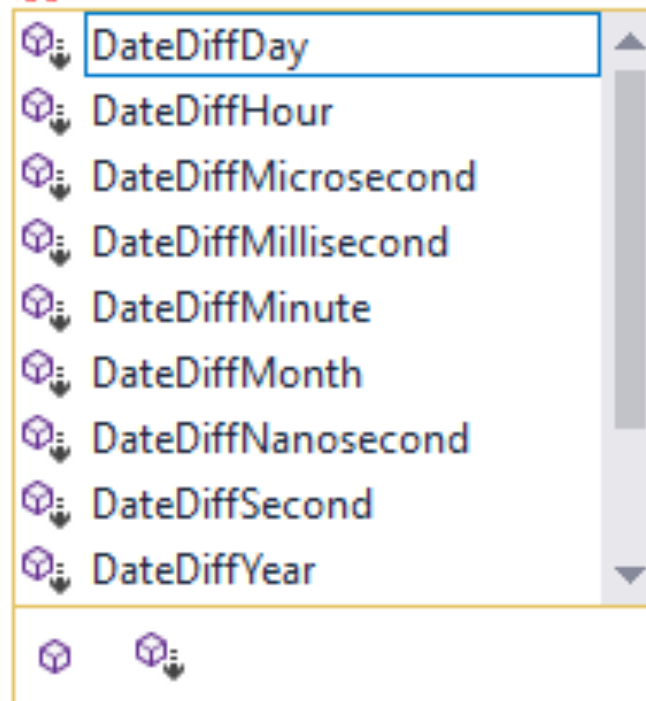 DateDiffDay
DateDiffHour
DateDiffMicrosecond
DateDiffMillisecond
DateDiffMinute
DateDiffMonth
DateDiffNanosecond
DateDiffSecond
DateDiffYear